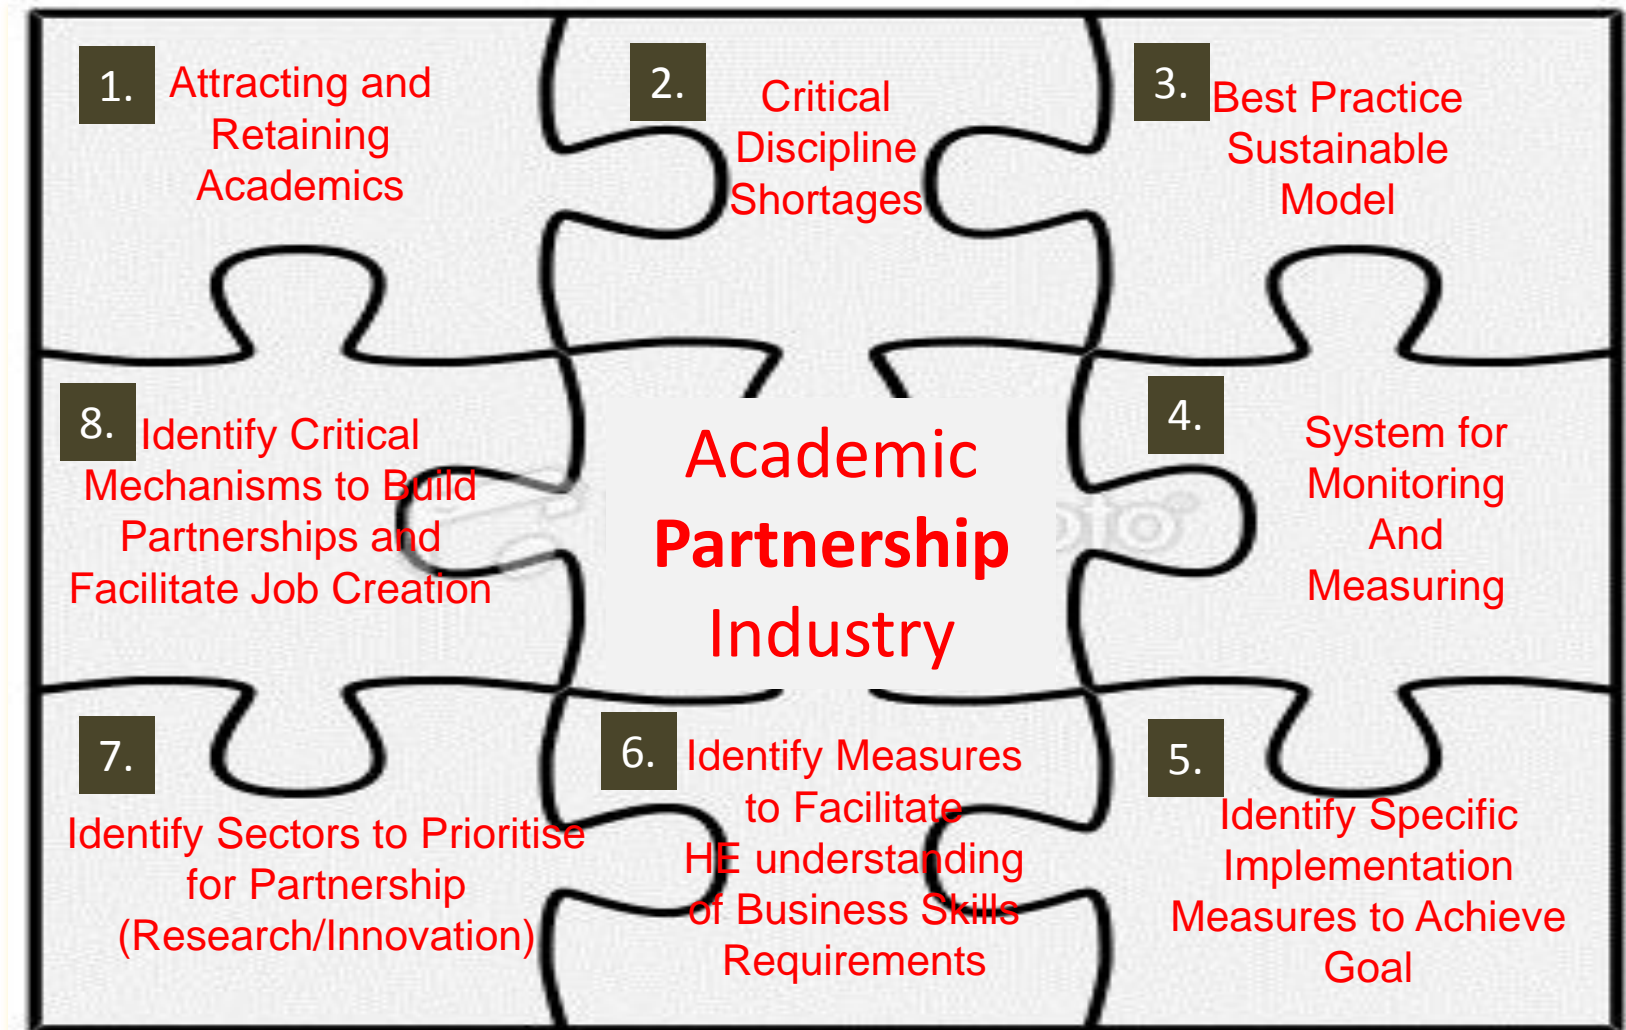 1.
Attracting and
Retaining
Academics
2.
Critical
Discipline
Shortages
3.
Best Practice
Sustainable
Model
8.
Identify Critical
Mechanisms to Build
Partnerships and
Facilitate Job Creation
Academic
Partnership
Industry
4.
System for
Monitoring
And
Measuring
7.
Identify Sectors to Prioritise
for Partnership
(Research/Innovation)
6.
Identify Measures
to Facilitate
HE understanding
of Business Skills
Requirements
5.
Identify Specific
Implementation
Measures to Achieve
Goal